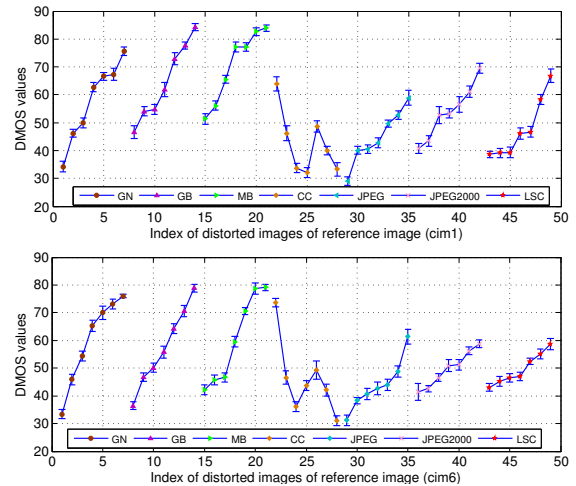 90
80
70
60
50
40
30
20
DMOS values
GN GB MB CC JPEG JPEG2000 LSC
0 5 10 15 20 25 30 35 40 45 50
Index of distorted images of reference image (cim1)
90
80
70
60
50
40
30
20
DMOS values
GN GB MB CC JPEG JPEG2000 LSC
0 5 10 15 20 25 30 35 40 45 50
Index of distorted images of reference image (cim6)